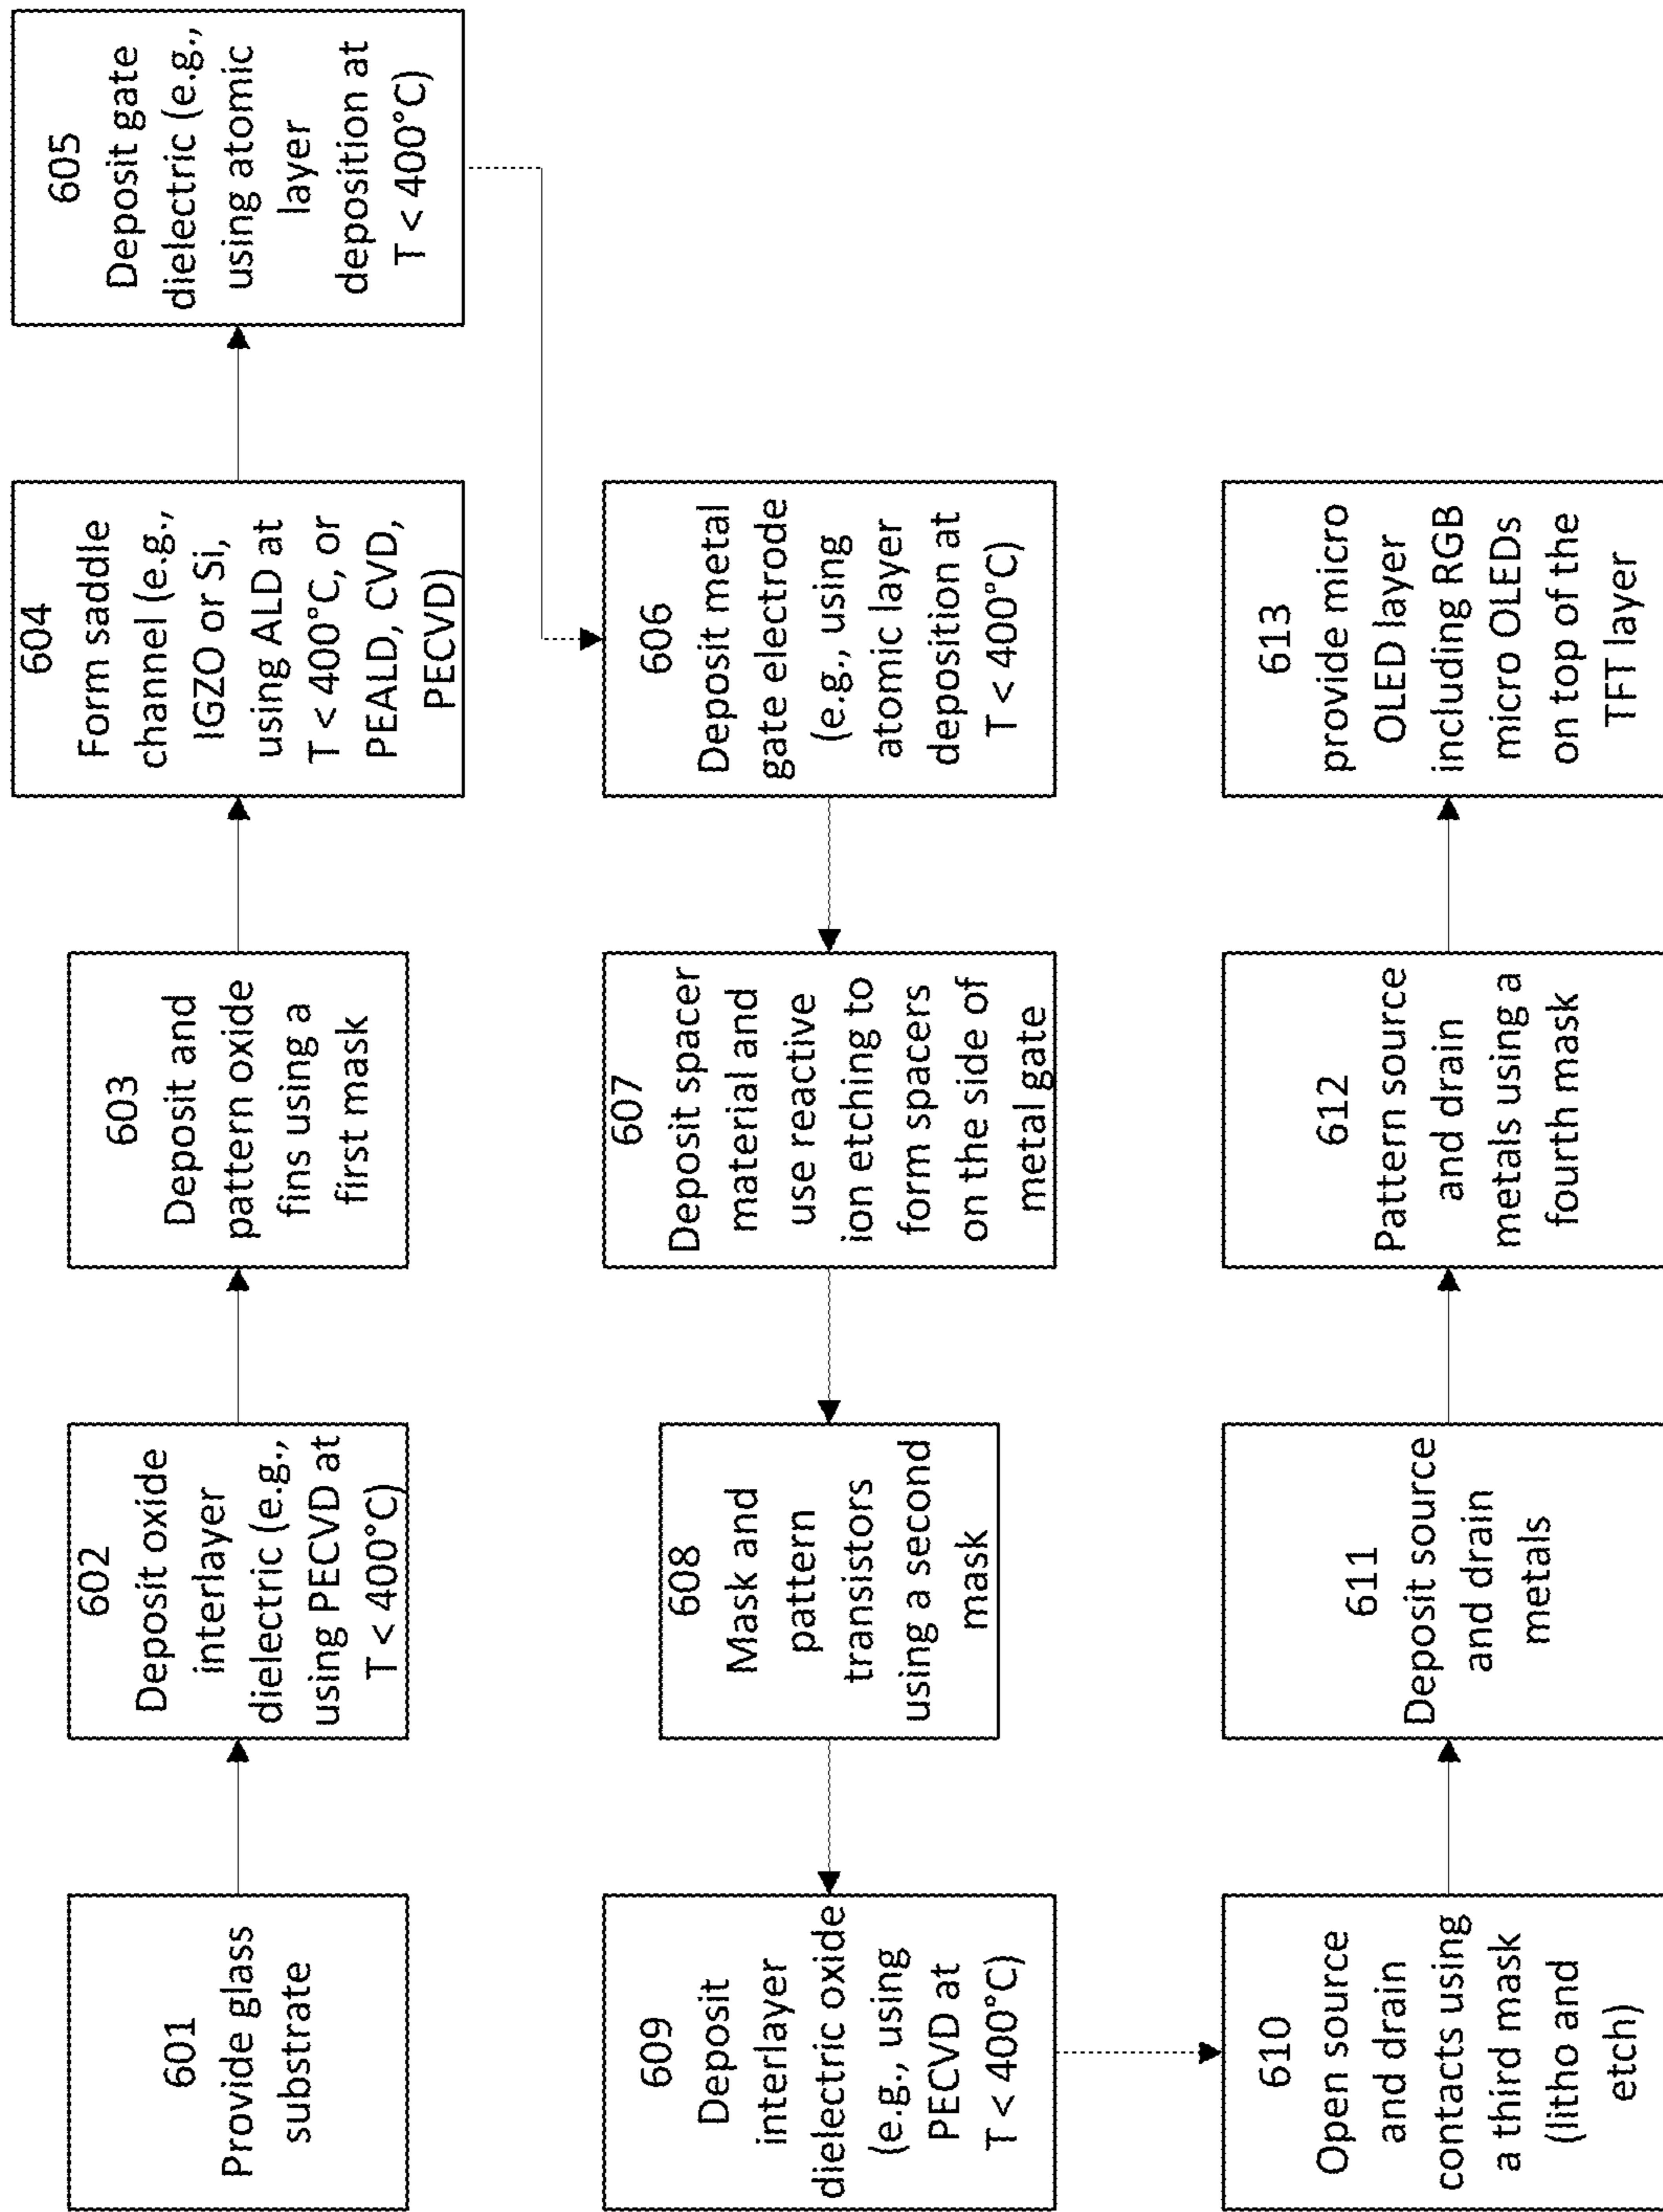 601
Provide glass
substrate
602
Deposit oxide
interlayer
dielectric (e.g.,
using PECVD at
T < 400°C)
603
Deposit and
pattern oxide
fins using a
first mask
604
Form saddle
channel (e.g.,
IGZO or Si,
using ALD at
T < 400°C, or
PEALD, CVD,
PECVD)
605
Deposit gate
dielectric (e.g.,
using atomic
layer
deposition at
T < 400°C)
606
Deposit metal
gate electrode
(e.g., using
atomic layer
deposition at
T < 400°C)
607
Deposit spacer
material and
use reactive
ion etching to
form spacers
on the side of
metal gate
608
Mask and
pattern
transistors
using a second
mask
609
Deposit
interlayer
dielectric oxide
(e.g., using
PECVD at
T < 400°C)
610
Open source
and drain
contacts using
a third mask
(litho and
etch)
611
Deposit source
and drain
metals
612
Pattern source
and drain
metals using a
fourth mask
613
provide micro
OLED layer
including RGB
micro OLEDs
on top of the
TFT layer